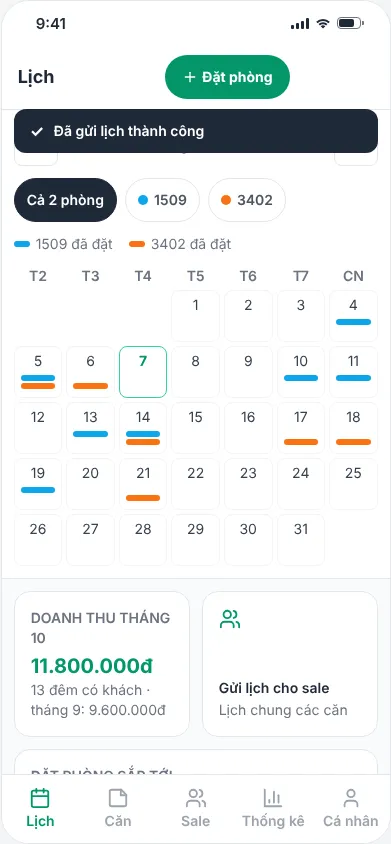 9:41
Lịch
+ Đặt phòng
Đã gửi lịch thành công
Cả 2 phòng
1509
3402
1509 đã đặt
3402 đã đặt
T2 T3 T4 T5 T6 T7 CN
1 2 3 4
5 6 7 8 9 10 11
12 13 14 15 16 17 18
19 20 21 22 23 24 25
26 27 28 29 30 31
DOANH THU THÁNG
10
11.800.000đ
13 đêm có khách ·
tháng 9: 9.600.000đ
Gửi lịch cho sale
Lịch chung các căn
ĐẶT PHÒNG SẮP TỚI
Lịch
Căn
Sale
Thống kê
Cá nhân